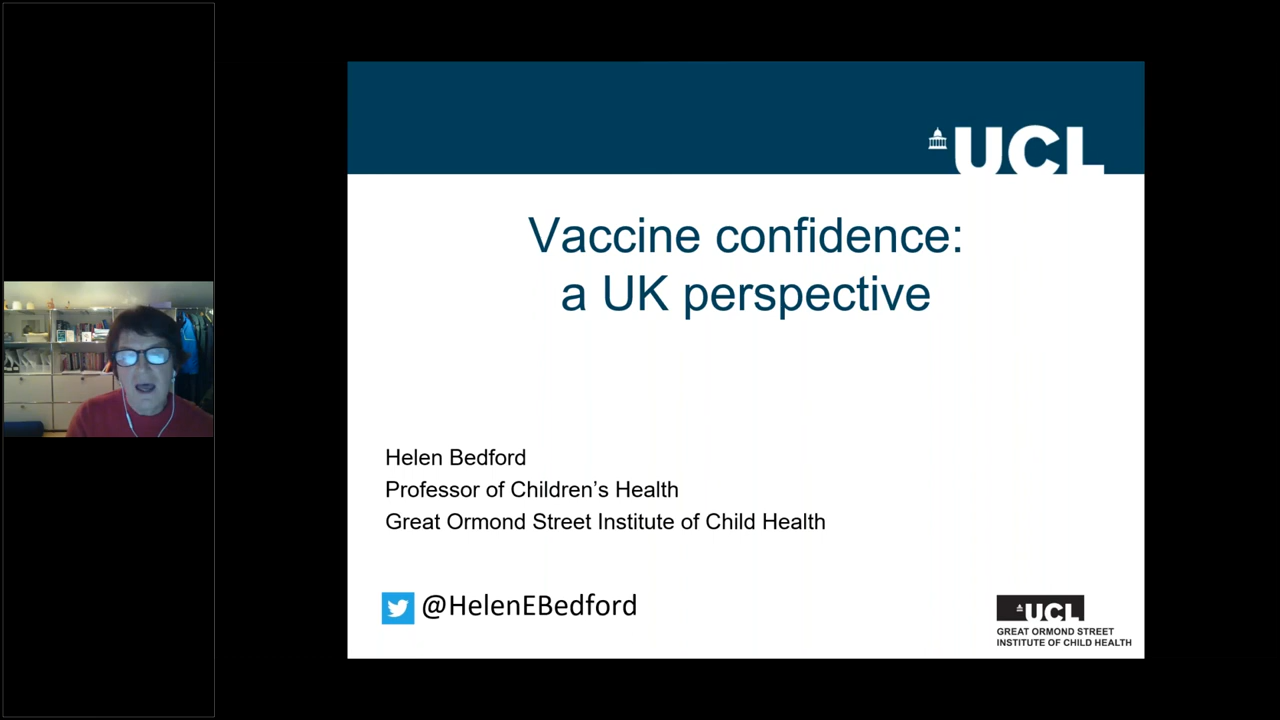 UCL
Vaccine confidence:
a UK perspective
Helen Bedford
Professor of Children’s Health
Great Ormond Street Institute of Child Health
@HelenEBedford
UCL
GREAT ORMOND STREET
INSTITUTE OF CHILD HEALTH